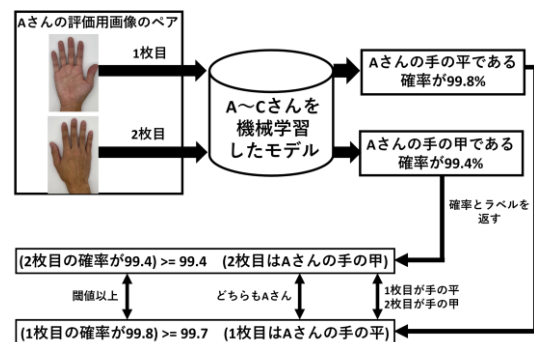 Aさんの評価用画像のペア
1枚目
2枚目
A～Cさんを
機械学習
したモデル
Aさんの手の平である
確率が99.8%
Aさんの手の甲である
確率が99.4%
確率とラベルを
返す
(2枚目の確率が99.4) >= 99.4 (2枚目はAさんの手の甲)
閾値以上
どちらもAさん
1枚目が手の平
2枚目が手の甲
(1枚目の確率が99.8) >= 99.7 (1枚目はAさんの手の平)